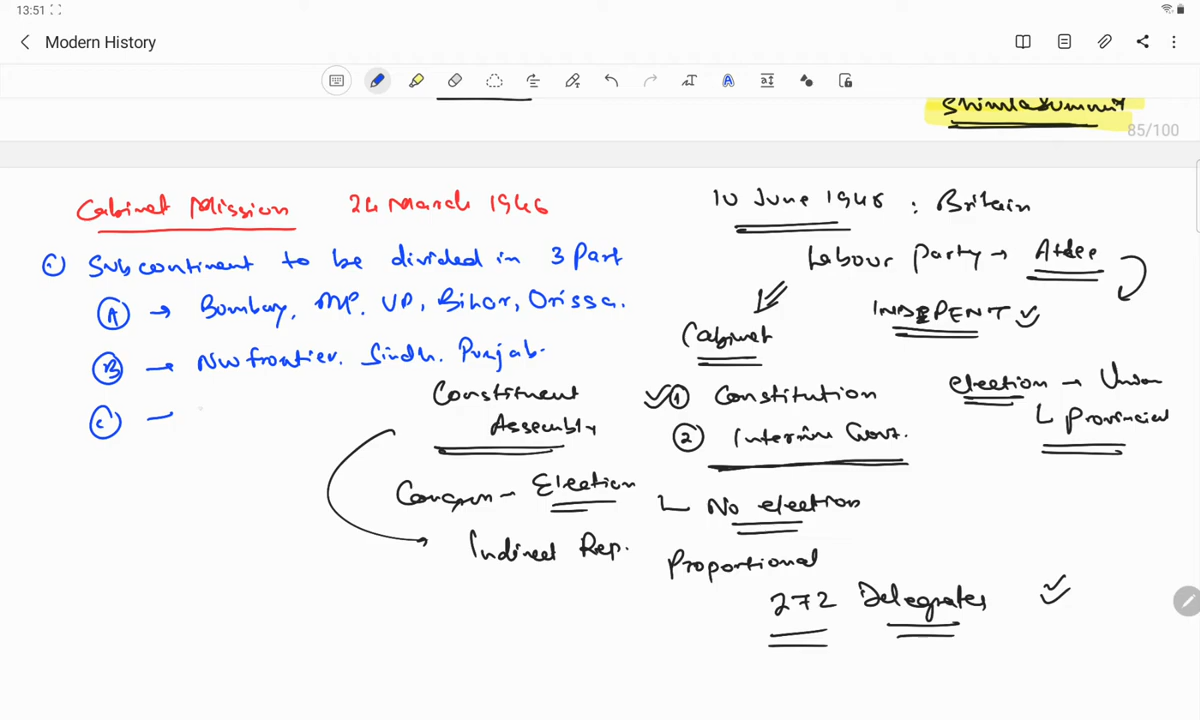 13:51
Modern History
Shimla Summit
85/100
Cabinet Mission 24 March 1946
Subcontinent to be divided in 3 Part
A → Bombay, MP. UP, Bihar, Orissa.
B — NW frontier. Sindh. Punjab.
C —
10 June 1946 : Britain
Labour Party → Atlee
INDEPENT
Cabinet
① Constitution
② Interim Govt.
election → Union
Provincial
Constituent
Assembly
Congress — Election
No election
Indirect Rep.
Proportional
272 Delegates